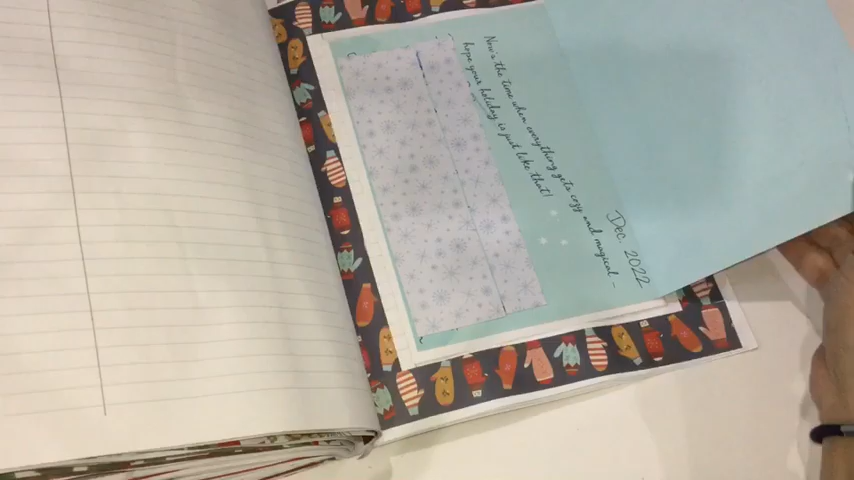 Dec. 2022
Now's the time when everything gets cozy and magical –
hope your holiday is just like that!